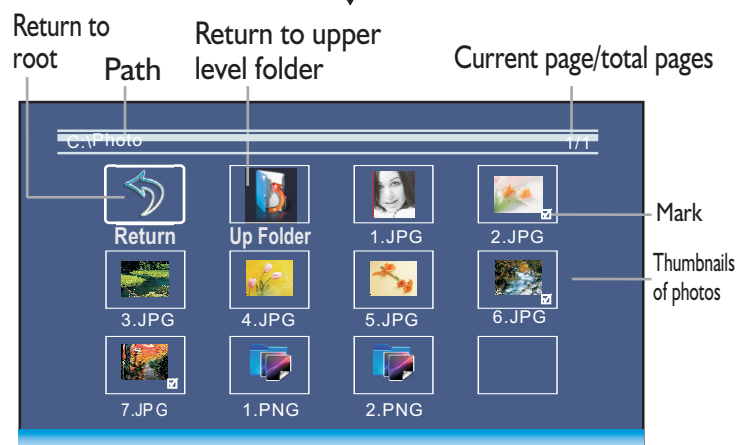 Return to
root
Path
Return to upper
level folder
Current page/total pages
C:\Photo
1/1
Return
Up Folder
1.JPG
2.JPG
Mark
3.JPG
4.JPG
5.JPG
6.JPG
Thumbnails
of photos
7.JPG
1.PNG
2.PNG